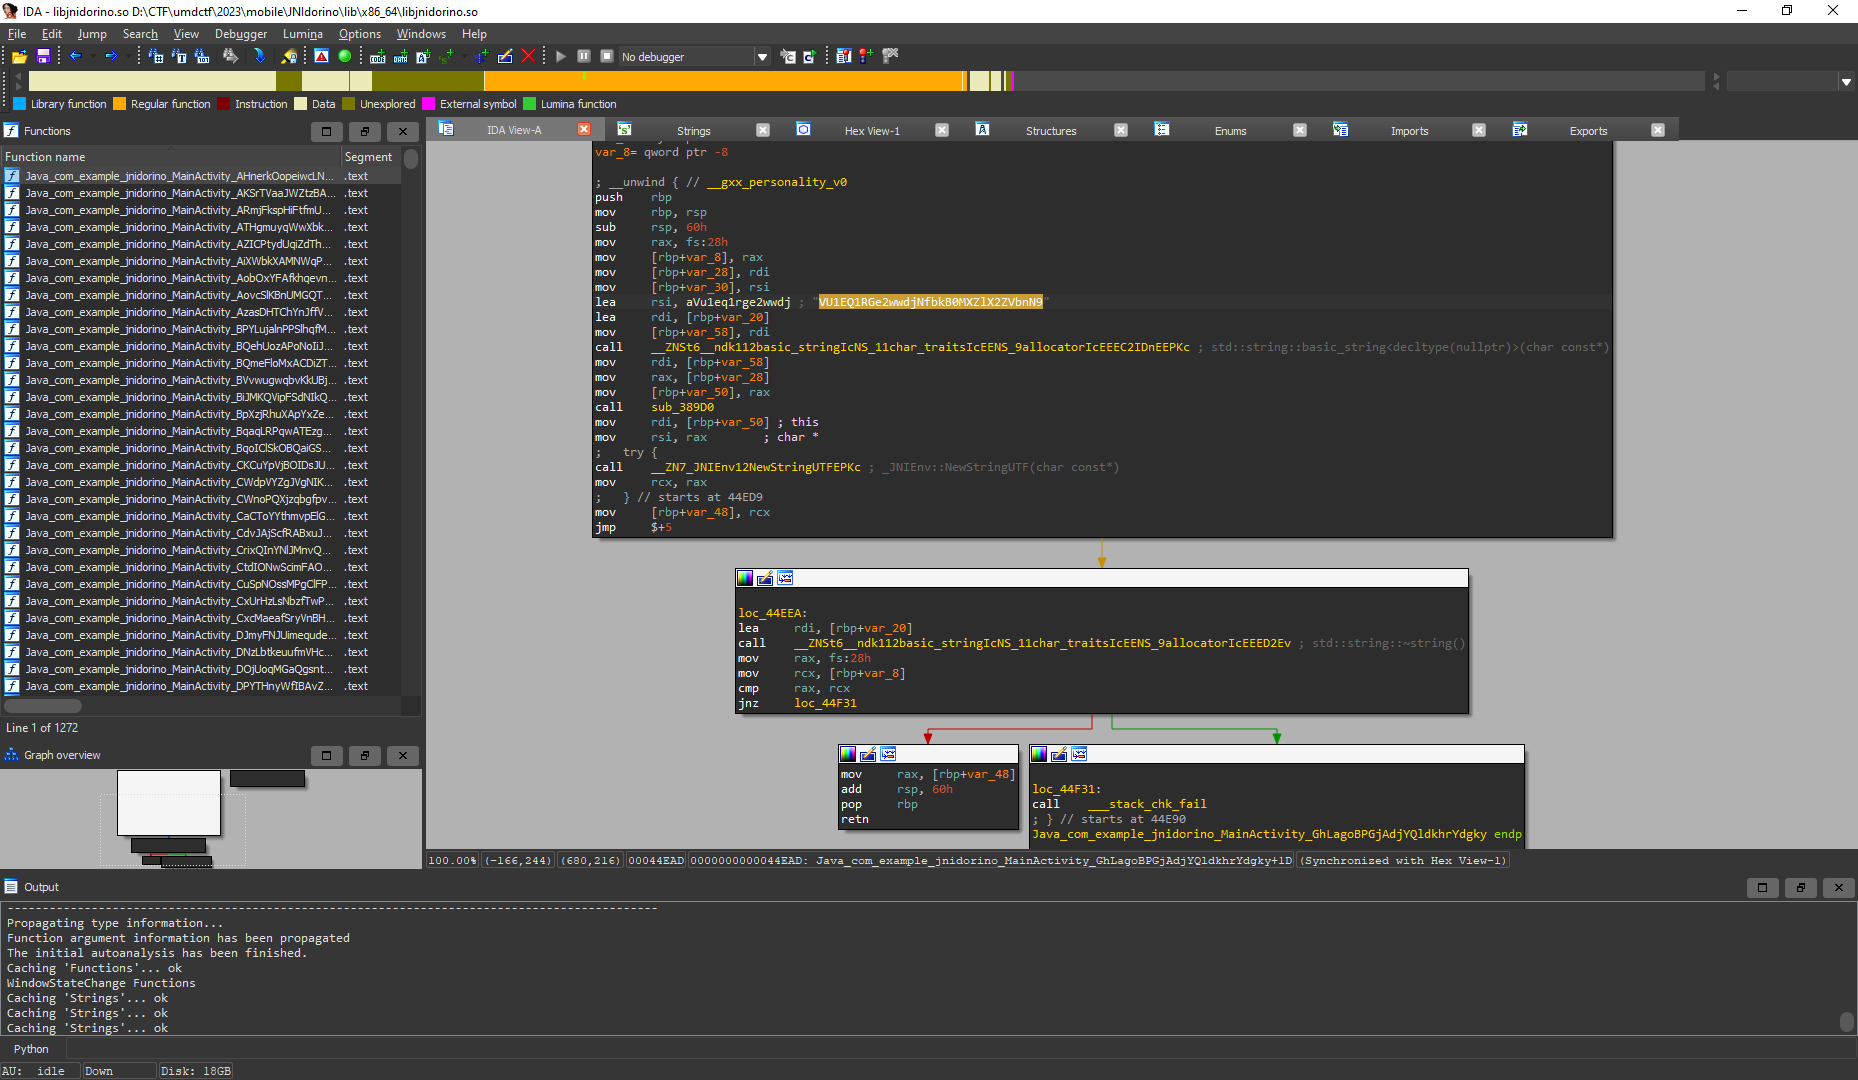 IDA - libjnidorino.so D:\CTF\umdctf\2023\mobile\JNIdorino\lib\x86_64\libjnidorino.so
File Edit Jump Search View Debugger Lumina Options Windows Help
No debugger
Library function Regular function Instruction Data Unexplored External symbol Lumina function
Functions
Function name Segment
Java_com_example_jnidorino_MainActivity_AHnerkOopeiwcLN... .text
Java_com_example_jnidorino_MainActivity_AKSrTVaaJWZtzBA... .text
Java_com_example_jnidorino_MainActivity_ARmjFkspHiFtfmU... .text
Java_com_example_jnidorino_MainActivity_ATHgmuyqWwXbk... .text
Java_com_example_jnidorino_MainActivity_AZICPtydUqiZdTh... .text
Java_com_example_jnidorino_MainActivity_AiXWbkXAMNWqP... .text
Java_com_example_jnidorino_MainActivity_AobOxYFAfkhqevn... .text
Java_com_example_jnidorino_MainActivity_AovcSlKBnUMGQT... .text
Java_com_example_jnidorino_MainActivity_AzasDHTChYnJffV... .text
Java_com_example_jnidorino_MainActivity_BPYLujalnPPSlhqfM... .text
Java_com_example_jnidorino_MainActivity_BQehUozAPoNoIiJ... .text
Java_com_example_jnidorino_MainActivity_BQmeFloMxACDiZT... .text
Java_com_example_jnidorino_MainActivity_BVvwugwqbvKkUBj... .text
Java_com_example_jnidorino_MainActivity_BiJMKQVipFSdNIkQ... .text
Java_com_example_jnidorino_MainActivity_BpXzjRhuXApYxZe... .text
Java_com_example_jnidorino_MainActivity_BqaqLRPqwATEzg... .text
Java_com_example_jnidorino_MainActivity_BqoIClSkOBQaiGS... .text
Java_com_example_jnidorino_MainActivity_CKCuYpVjBOIDsJU... .text
Java_com_example_jnidorino_MainActivity_CWdpVYZgJVgNIK... .text
Java_com_example_jnidorino_MainActivity_CWnoPQXjzqbgfpv... .text
Java_com_example_jnidorino_MainActivity_CaCToYYthmvpElG... .text
Java_com_example_jnidorino_MainActivity_CdvJAjScfRABxuJ... .text
Java_com_example_jnidorino_MainActivity_CrixQInYNlJMnvQ... .text
Java_com_example_jnidorino_MainActivity_CtdIONwScimFAO... .text
Java_com_example_jnidorino_MainActivity_CuSpNOssMPgClFP... .text
Java_com_example_jnidorino_MainActivity_CxUrHzLsNbzfTwP... .text
Java_com_example_jnidorino_MainActivity_CxcMaeafSryVnBH... .text
Java_com_example_jnidorino_MainActivity_DJmyFNJUimequde... .text
Java_com_example_jnidorino_MainActivity_DNzLbtkeuufmVHc... .text
Java_com_example_jnidorino_MainActivity_DOjUoqMGaQgsnt... .text
Java_com_example_jnidorino_MainActivity_DPYTHnyWfIBAvZ... .text
Line 1 of 1272
Graph overview
IDA View-A Strings Hex View-1 Structures Enums Imports Exports
var_8= qword ptr -8
; __unwind { // __gxx_personality_v0
push rbp
mov rbp, rsp
sub rsp, 60h
mov rax, fs:28h
mov [rbp+var_8], rax
mov [rbp+var_28], rdi
mov [rbp+var_30], rsi
lea rsi, aVu1eq1rge2wwdj ; "VU1EQ1RGe2wwdjNfbkB0MXZlX2ZVbnN9"
lea rdi, [rbp+var_20]
mov [rbp+var_58], rdi
call __ZNSt6__ndk112basic_stringIcNS_11char_traitsIcEENS_9allocatorIcEEEC2IDnEEPKc ; std::string::basic_string<decltype(nullptr)>(char const*)
mov rdi, [rbp+var_58]
mov rax, [rbp+var_28]
mov [rbp+var_50], rax
call sub_389D0
mov rdi, [rbp+var_50] ; this
mov rsi, rax ; char *
; try {
call __ZN7_JNIEnv12NewStringUTFEPKc ; _JNIEnv::NewStringUTF(char const*)
mov rcx, rax
; } // starts at 44ED9
mov [rbp+var_48], rcx
jmp $+5
loc_44EEA:
lea rdi, [rbp+var_20]
call __ZNSt6__ndk112basic_stringIcNS_11char_traitsIcEENS_9allocatorIcEEED2Ev ; std::string::~string()
mov rax, fs:28h
mov rcx, [rbp+var_8]
cmp rax, rcx
jnz loc_44F31
mov rax, [rbp+var_48]
add rsp, 60h
pop rbp
retn
loc_44F31:
call ___stack_chk_fail
; } // starts at 44E90
Java_com_example_jnidorino_MainActivity_GhLagoBPGjAdjYQldkhrYdgky endp
100.00% (-166,244) (680,216) 00044EAD 0000000000044EAD: Java_com_example_jnidorino_MainActivity_GhLagoBPGjAdjYQldkhrYdgky+1D (Synchronized with Hex View-1)
Output
Propagating type information...
Function argument information has been propagated
The initial autoanalysis has been finished.
Caching 'Functions'... ok
WindowStateChange Functions
Caching 'Strings'... ok
Caching 'Strings'... ok
Caching 'Strings'... ok
Python
AU: idle Down Disk: 18GB